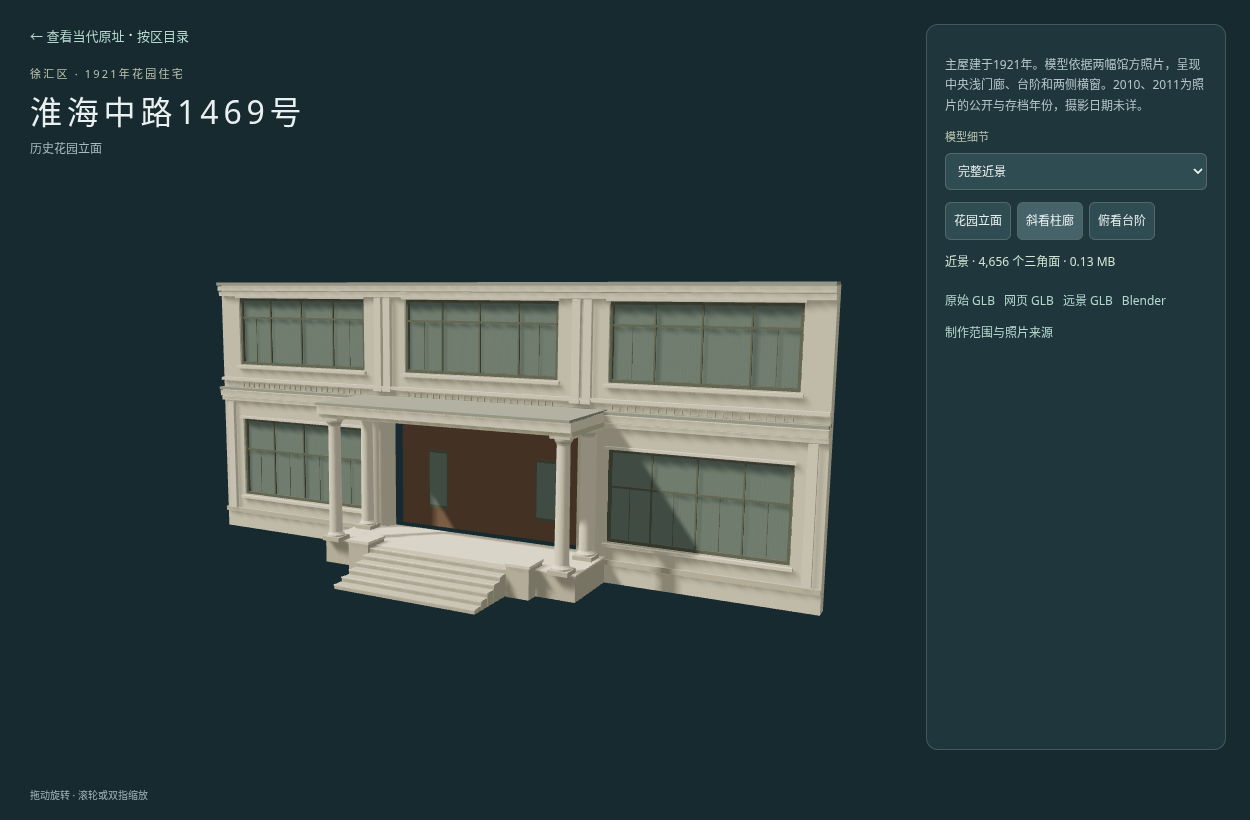 ← 查看当代原址 · 按区目录
徐汇区 · 1921年花园住宅
淮海中路1469号
历史花园立面
主屋建于1921年。模型依据两幅馆方照片，呈现
中央浅门廊、台阶和两侧横窗。2010、2011为照
片的公开与存档年份，摄影日期未详。
模型细节
完整近景
花园立面 斜看柱廊 俯看台阶
近景 · 4,656 个三角面 · 0.13 MB
原始 GLB 网页 GLB 远景 GLB Blender
制作范围与照片来源
拖动旋转 · 滚轮或双指缩放